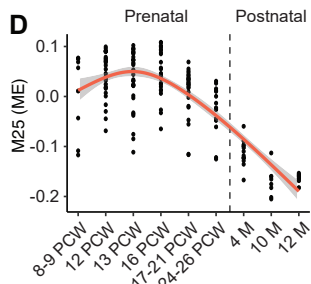 D
Prenatal Postnatal
M25 (ME)
0.1
0.0
-0.1
-0.2
8-9 PCW
12 PCW
13 PCW
16 PCW
17-21 PCW
24-26 PCW
4 M
10 M
12 M